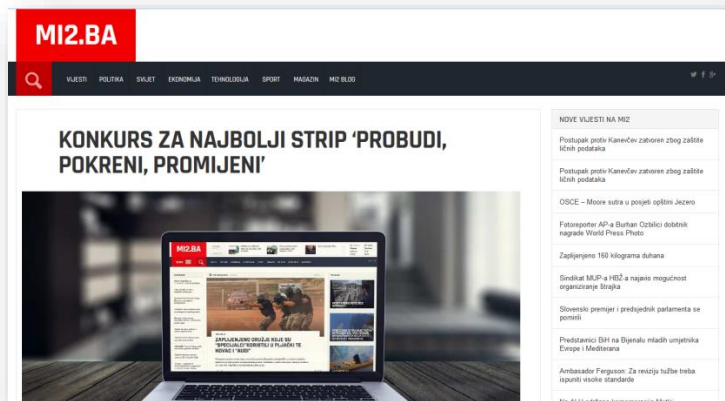 MI2.BA
VIJESTI POLITIKA SVIJET EKONOMIJA TEHNOLOGIJA SPORT MAGAZIN MI2 BLOG
KONKURS ZA NAJBOLJI STRIP ‘PROBUDI,
POKRENI, PROMIJENI’
MI2.BA
ZAPLIJENJENO ORUŽJE KOJE SU
"SPECIJALCI" KORISTILI U PLJAČKI TE
NOVAC I "AUDI"
NOVE VIJESTI NA MI2
Postupak protiv Kanevčev zatvoren zbog zaštite
ličnih podataka
Postupak protiv Kanevčev zatvoren zbog zaštite
ličnih podataka
OSCE – Moore sutra u posjeti opštini Jezero
Fotoreporter AP-a Burhan Ozbilici dobitnik
nagrade World Press Photo
Zaplijenjeno 160 kilograma duhana
Sindikat MUP-a HBŽ-a najavio mogućnost
organiziranje štrajka
Slovenski premijer i predsjednik parlamenta se
pomirili
Predstavnici BiH na Bijenalu mladih umjetnika
Evrope i Mediterana
Ambasador Ferguson: Za reviziju tužbe treba
ispuniti visoke standarde